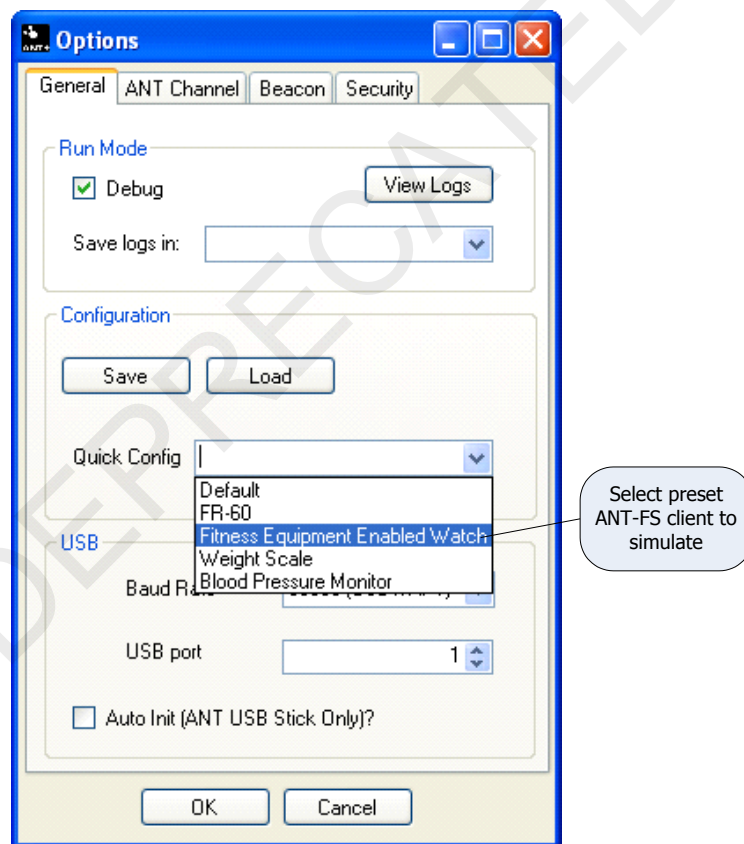 ANT+ Options
General ANT Channel Beacon Security
Run Mode
Debug View Logs
Save logs in:
Configuration
Save Load
Quick Config
Default
FR-60
Fitness Equipment Enabled Watch
Weight Scale
Blood Pressure Monitor
Select preset
ANT-FS client to
simulate
USB
Baud
USB port 1
Auto Init (ANT USB Stick Only)?
OK Cancel
DEPRECATED